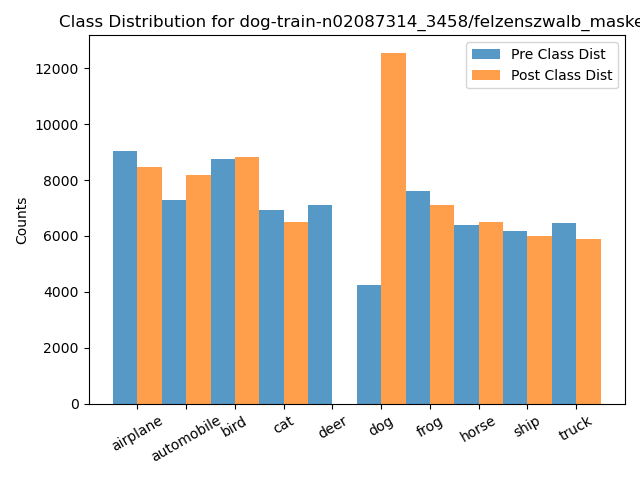 Class Distribution for dog-train-n02087314_3458/felzenszwalb_maske
Pre Class Dist
Post Class Dist
Counts
12000
10000
8000
6000
4000
2000
0
airplane
automobile
bird
cat
deer
dog
frog
horse
ship
truck